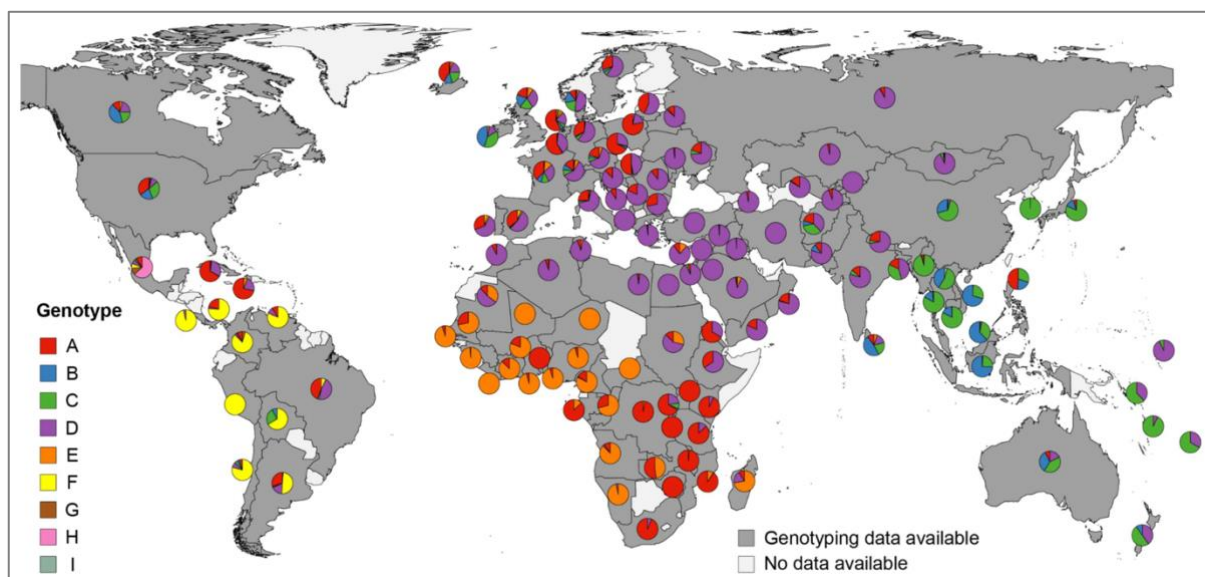 Genotype
A
B
C
D
E
F
G
H
I
Genotyping data available
No data available